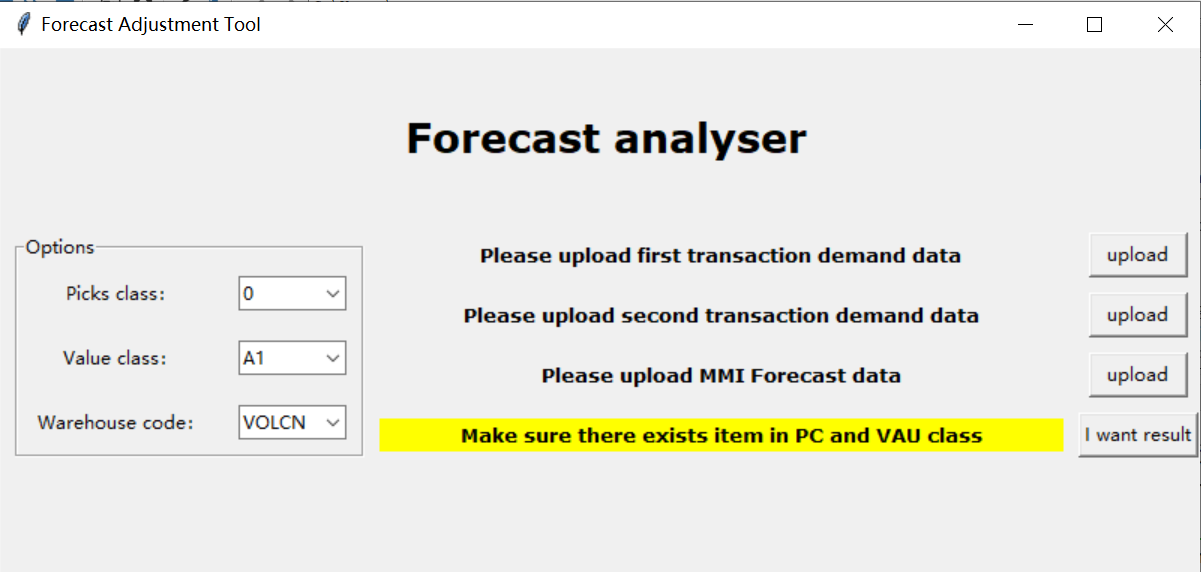 Forecast Adjustment Tool
Forecast analyser
Options
Picks class:
0
Value class:
A1
Warehouse code:
VOLCN
Please upload first transaction demand data
upload
Please upload second transaction demand data
upload
Please upload MMI Forecast data
upload
Make sure there exists item in PC and VAU class
I want result